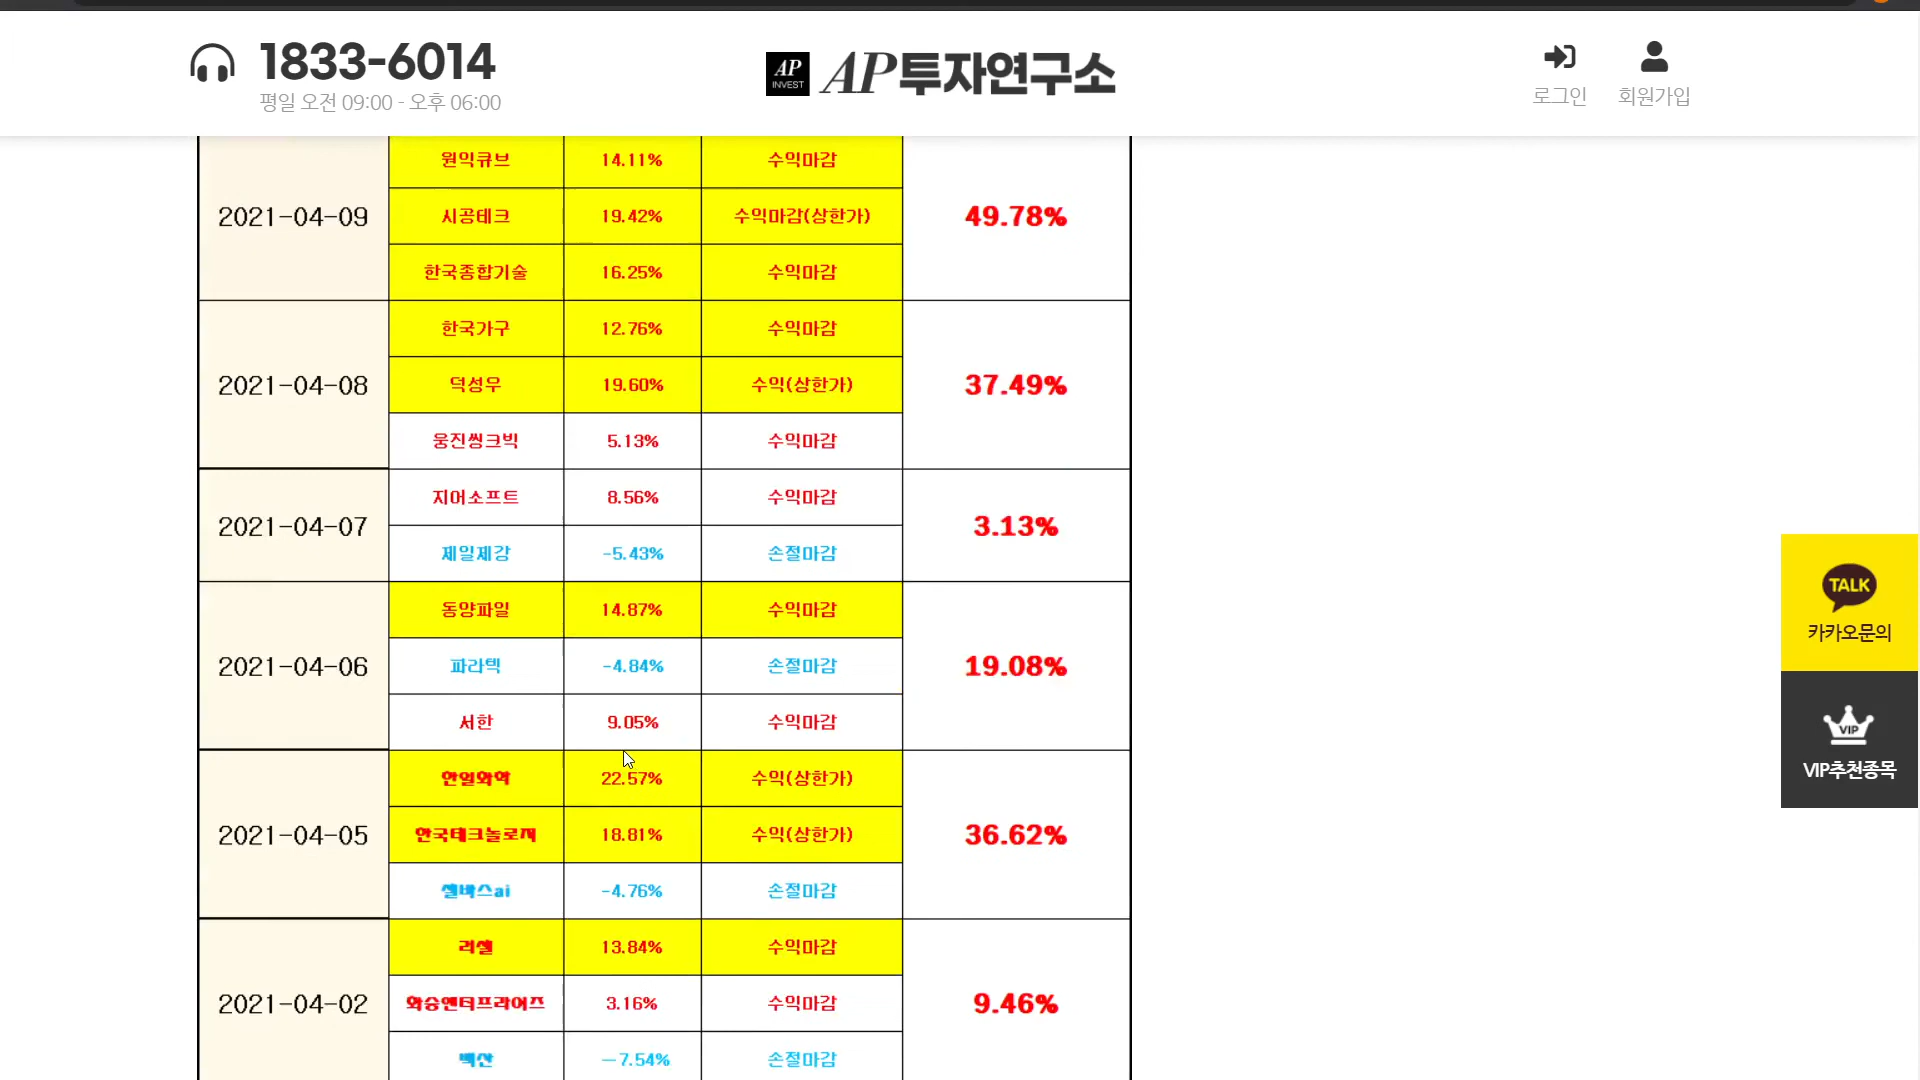 1833-6014
평일 오전 09:00 - 오후 06:00
AP
INVEST
AP투자연구소
로그인
회원가입
2021-04-09
원익큐브 14.11% 수익마감
시공테크 19.42% 수익마감(상한가)
한국종합기술 16.25% 수익마감
49.78%
2021-04-08
한국가구 12.76% 수익마감
덕성우 19.60% 수익(상한가)
웅진씽크빅 5.13% 수익마감
37.49%
2021-04-07
지어소프트 8.56% 수익마감
제일제강 -5.43% 손절마감
3.13%
2021-04-06
동양파일 14.87% 수익마감
파라텍 -4.84% 손절마감
서한 9.05% 수익마감
19.08%
2021-04-05
한일화학 22.57% 수익(상한가)
한국테크놀로지 18.81% 수익(상한가)
셀바스ai -4.76% 손절마감
36.62%
2021-04-02
러셀 13.84% 수익마감
화승엔터프라이즈 3.16% 수익마감
백산 -7.54% 손절마감
9.46%
TALK
카카오문의
VIP
VIP추천종목